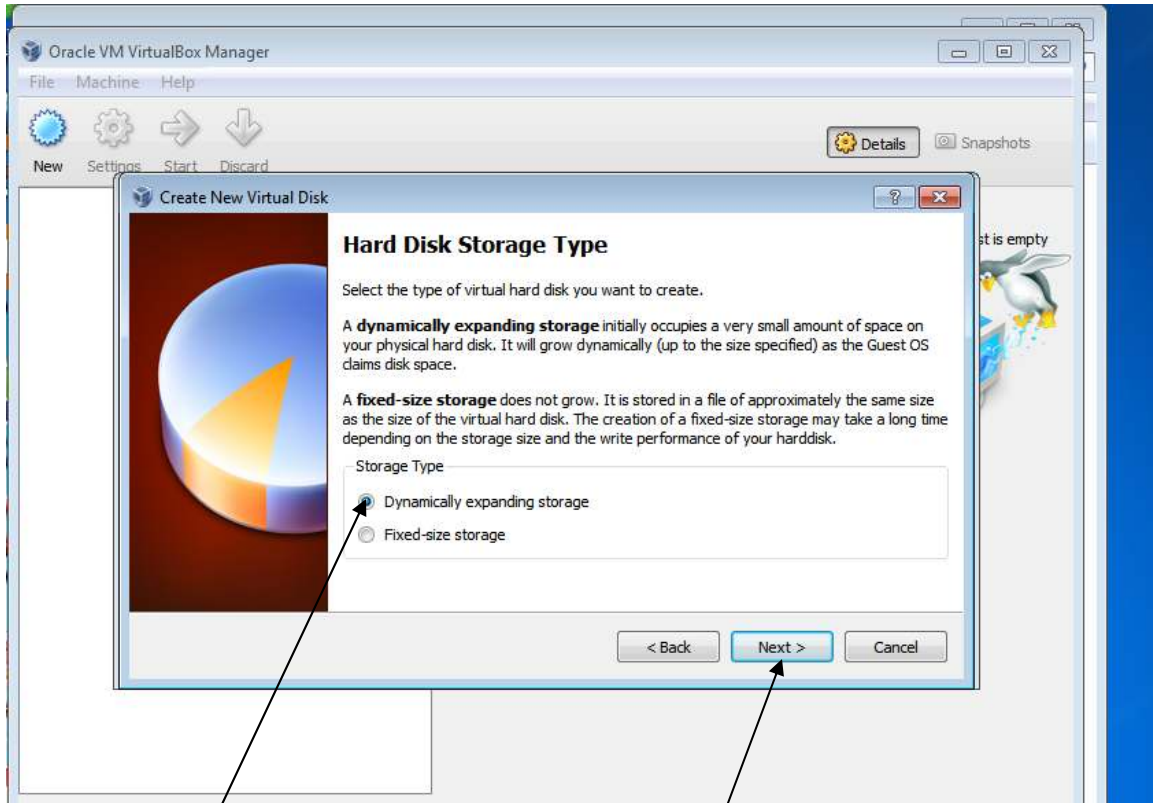 Oracle VM VirtualBox Manager
File Machine Help
New Settings Start Discard
Details Snapshots
Create New Virtual Disk
st is empty
Hard Disk Storage Type
Select the type of virtual hard disk you want to create.
A dynamically expanding storage initially occupies a very small amount of space on
your physical hard disk. It will grow dynamically (up to the size specified) as the Guest OS
claims disk space.
A fixed-size storage does not grow. It is stored in a file of approximately the same size
as the size of the virtual hard disk. The creation of a fixed-size storage may take a long time
depending on the storage size and the write performance of your harddisk.
Storage Type
Dynamically expanding storage
Fixed-size storage
< Back Next > Cancel